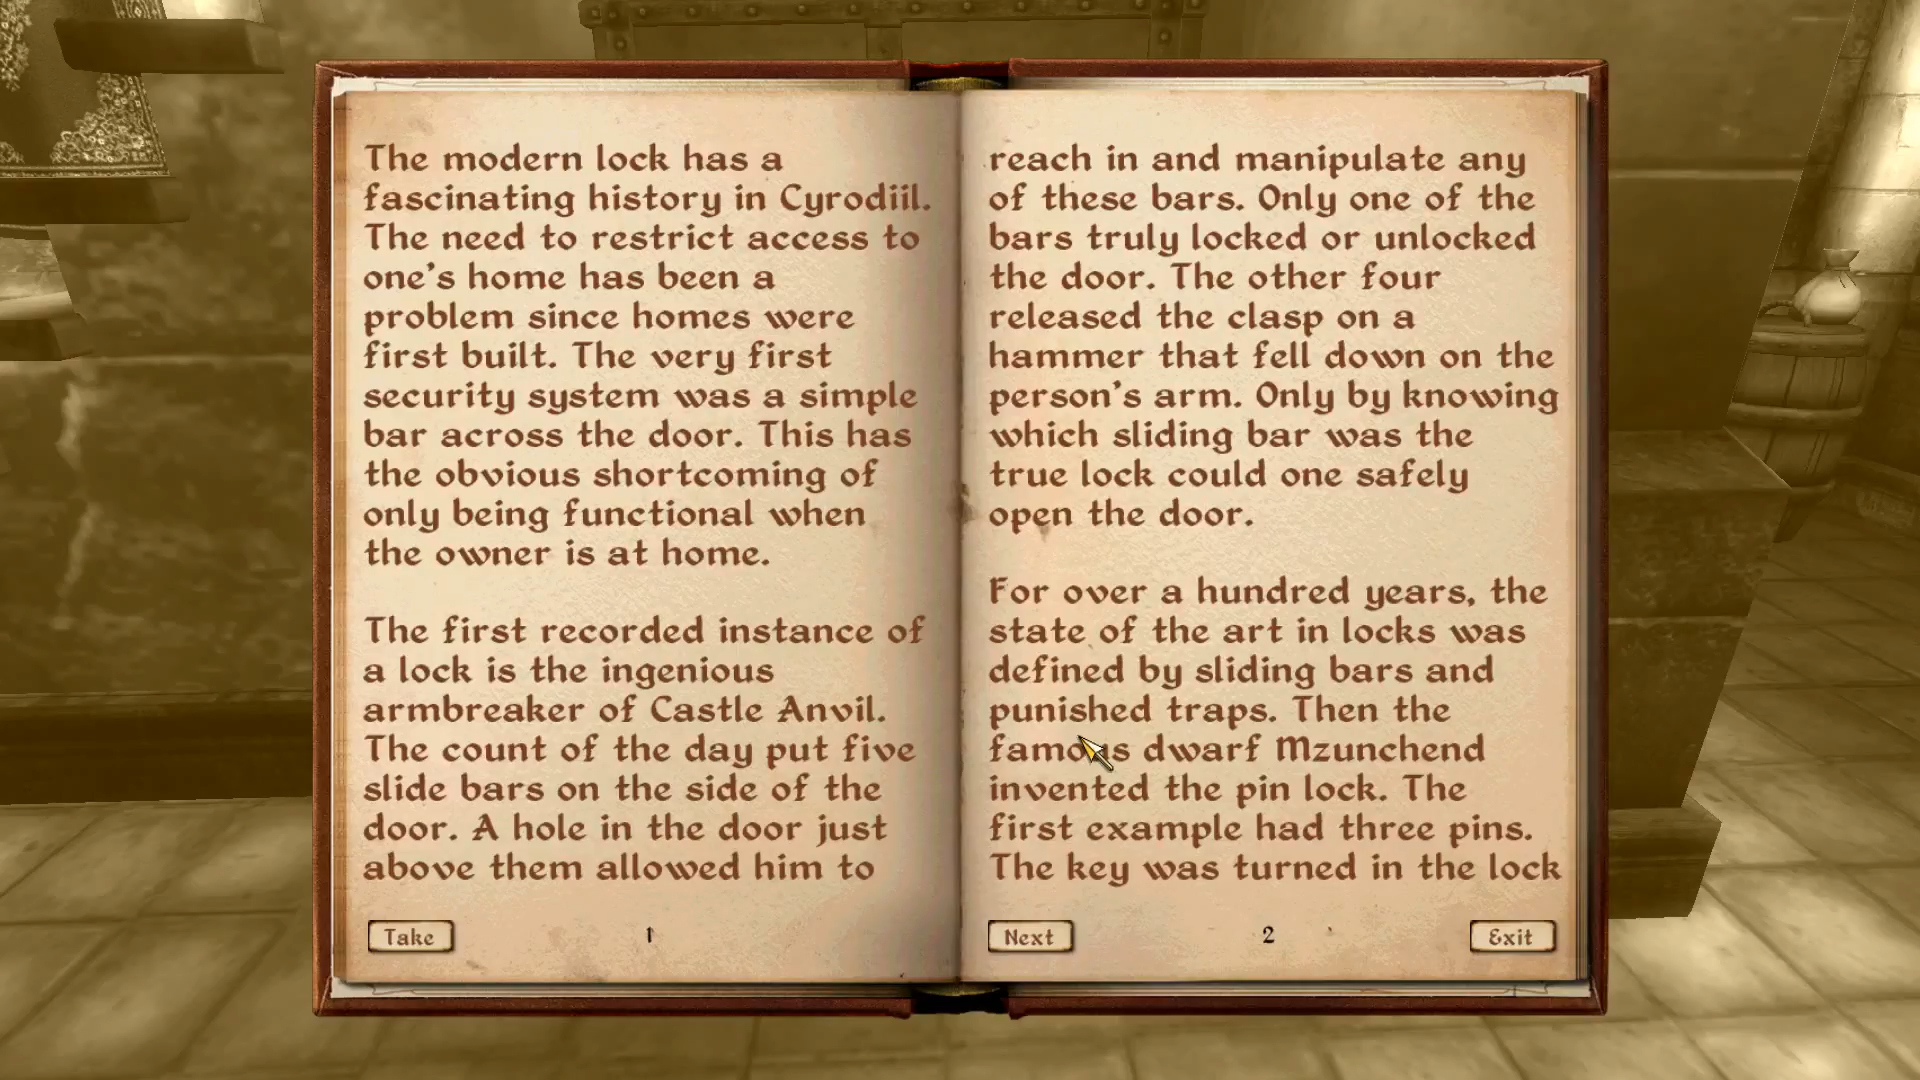 The modern lock has a
fascinating history in Cyrodiil.
The need to restrict access to
one's home has been a
problem since homes were
first built. The very first
security system was a simple
bar across the door. This has
the obvious shortcoming of
only being functional when
the owner is at home.
The first recorded instance of
a lock is the ingenious
armbreaker of Castle Anvil.
The count of the day put five
slide bars on the side of the
door. A hole in the door just
above them allowed him to
Take
1
reach in and manipulate any
of these bars. Only one of the
bars truly locked or unlocked
the door. The other four
released the clasp on a
hammer that fell down on the
person's arm. Only by knowing
which sliding bar was the
true lock could one safely
open the door.
For over a hundred years, the
state of the art in locks was
defined by sliding bars and
punished traps. Then the
famous dwarf Mzunchend
invented the pin lock. The
first example had three pins.
The key was turned in the lock
Next
2
Exit